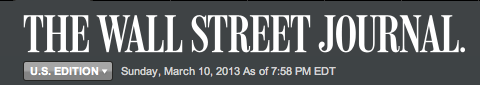 THE WALL STREET JOURNAL.
U.S. EDITION Sunday, March 10, 2013 As of 7:58 PM EDT